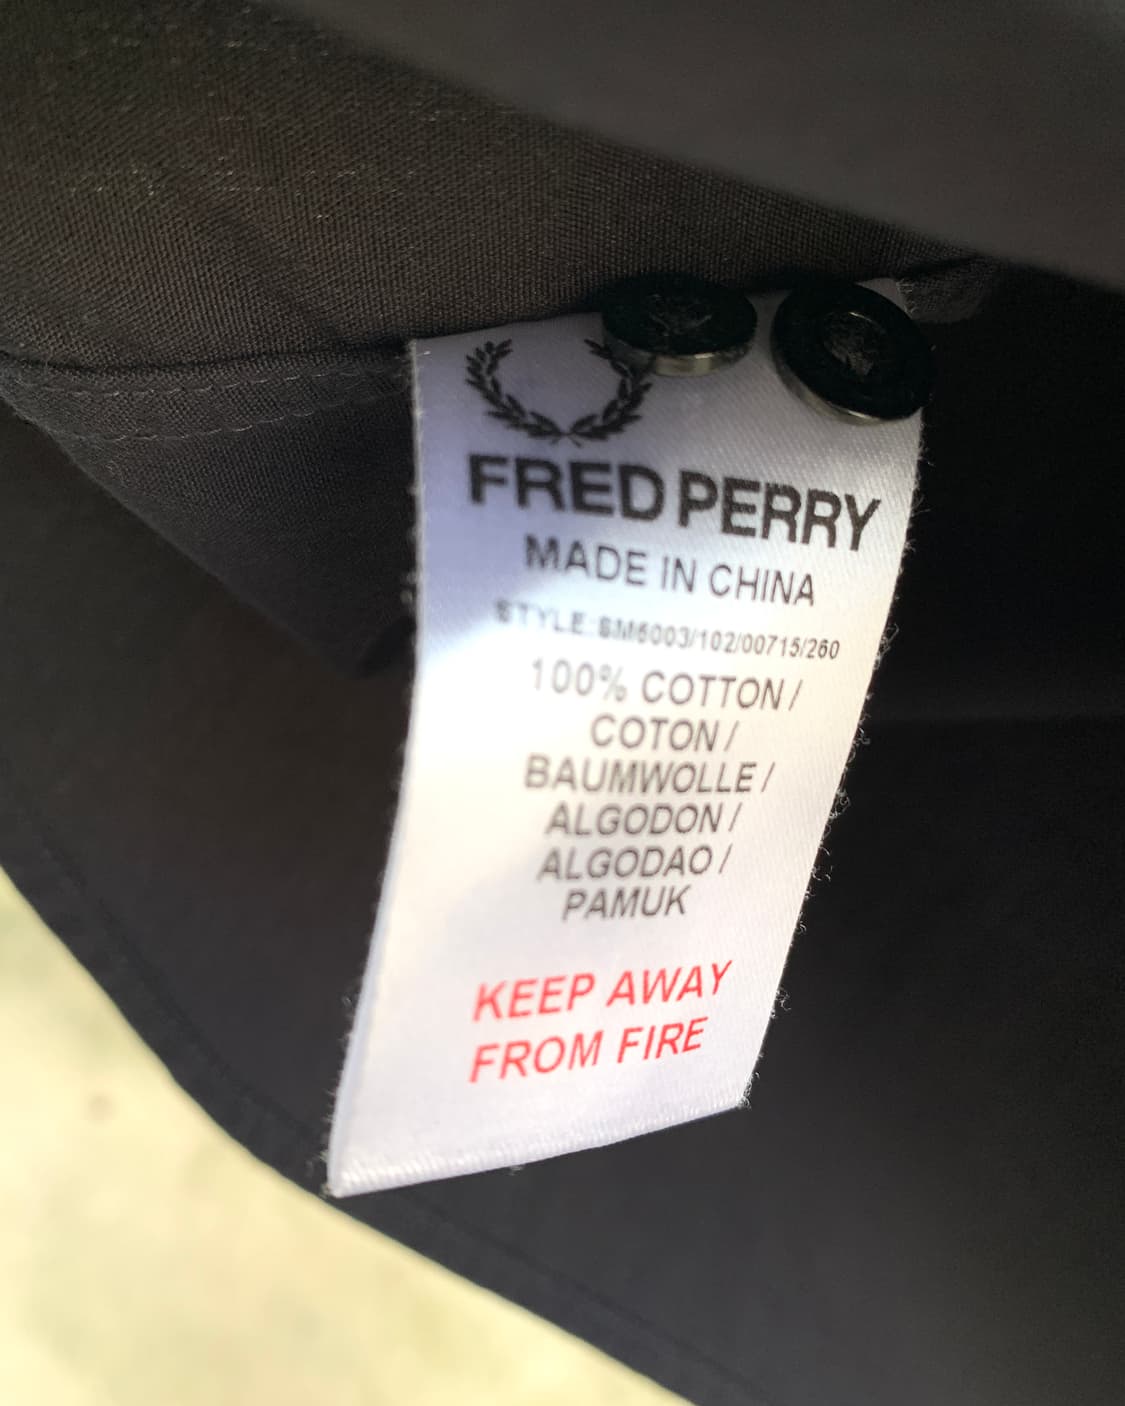 FRED PERRY
MADE IN CHINA
STYLE:SM6003/102/00715/260
100% COTTON /
COTON /
BAUMWOLLE /
ALGODON /
ALGODAO /
PAMUK
KEEP AWAY
FROM FIRE